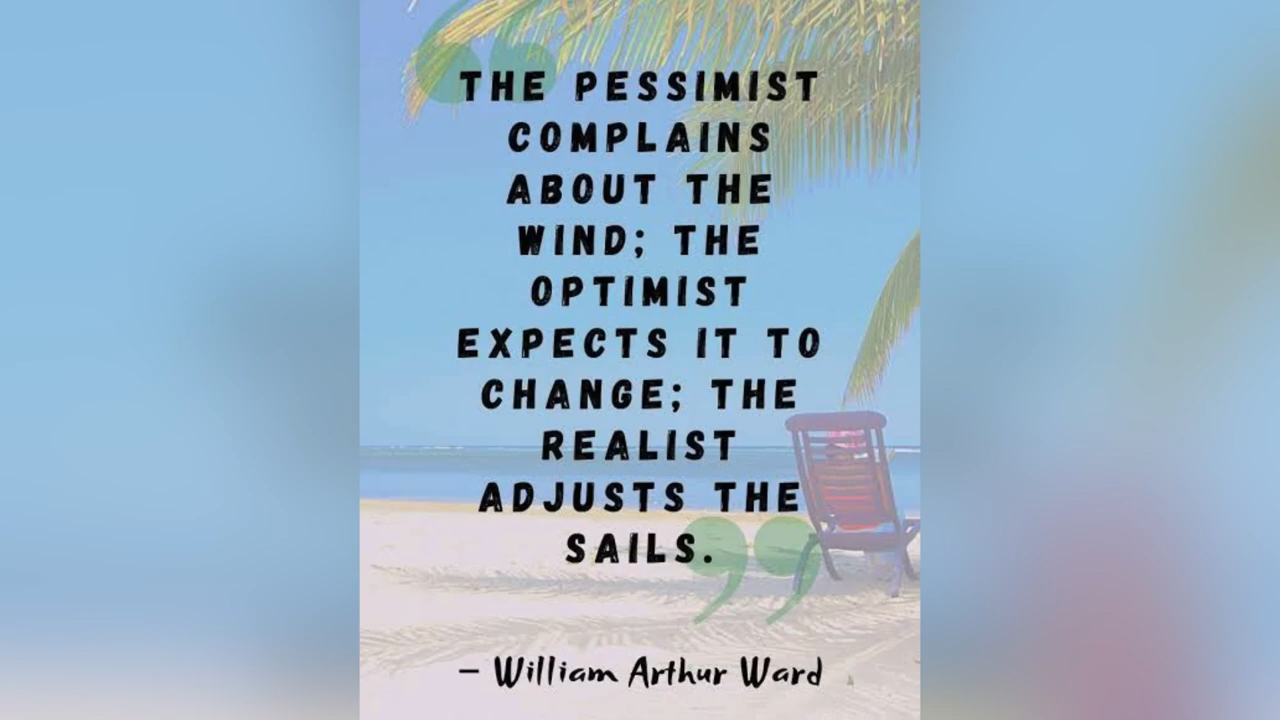 THE PESSIMIST
COMPLAINS
ABOUT THE
WIND; THE
OPTIMIST
EXPECTS IT TO
CHANGE; THE
REALIST
ADJUSTS THE
SAILS.
– William Arthur Ward